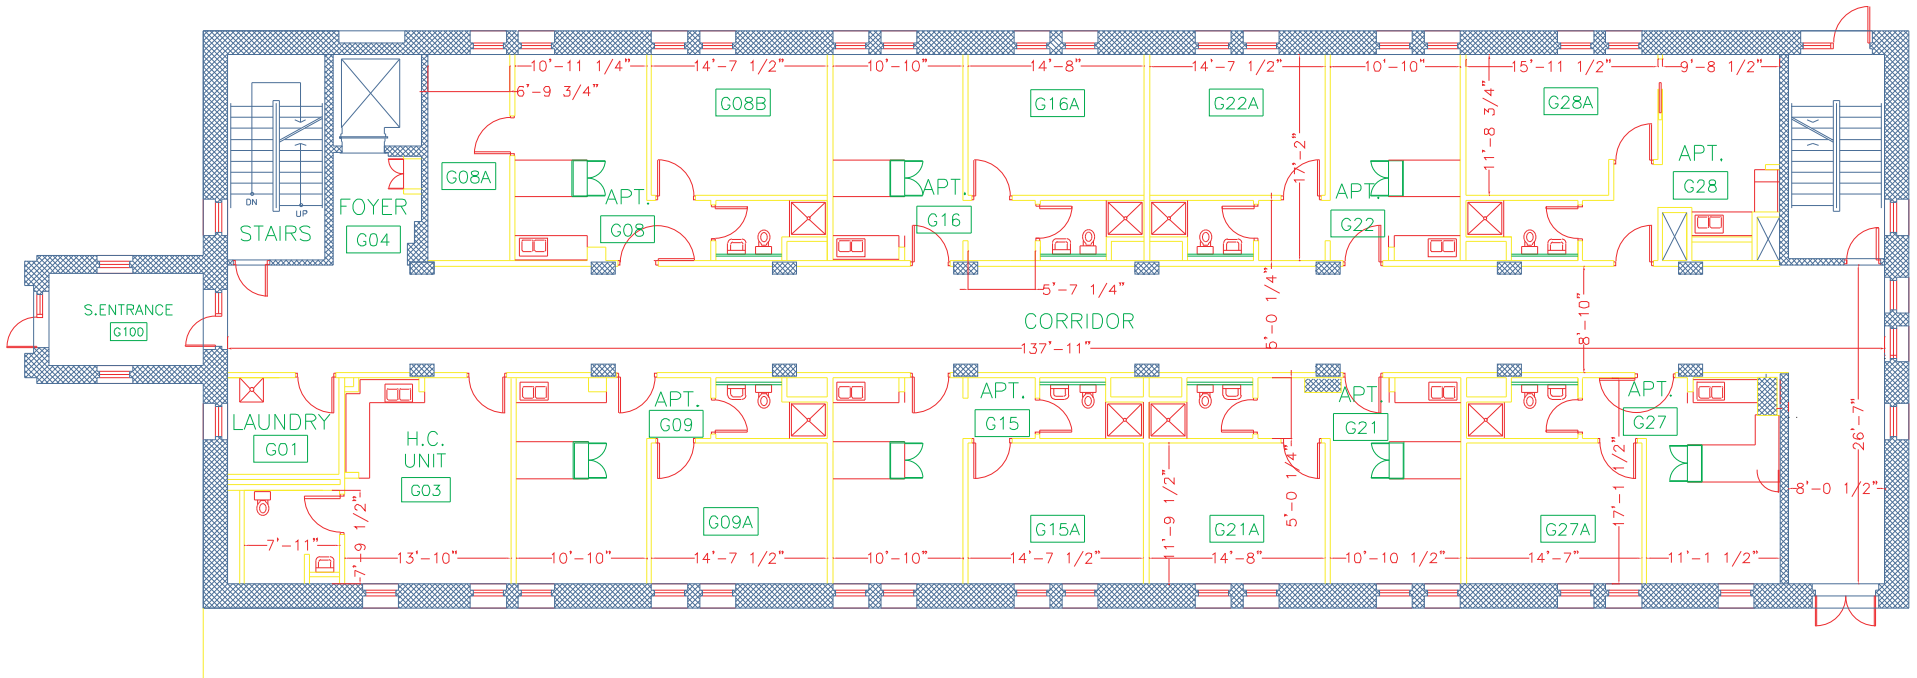 10'-11 1/4"
14'-7 1/2"
10'-10"
14'-8"
14'-7 1/2"
10'-10"
15'-11 1/2"
9'-8 1/2"
6'-9 3/4"
G08B
G16A
G22A
17'-2"
11'-8 3/4"
G28A
APT.
G28
G08A
APT.
G08
APT.
G16
APT.
G22
DN
UP
STAIRS
FOYER
G04
S.ENTRANCE
G100
5'-7 1/4"
5'-0 1/4"
8'-10"
CORRIDOR
137'-11"
LAUNDRY
G01
H.C.
UNIT
G03
APT.
G09
APT.
G15
APT.
G21
APT.
G27
26'-7"
8'-0 1/2"
G09A
G15A
G21A
G27A
11'-9 1/2"
5'-0 1/4"
17'-1 1/2"
7'-9 1/2"
7'-11"
13'-10"
10'-10"
14'-7 1/2"
10'-10"
14'-7 1/2"
14'-8"
10'-10 1/2"
14'-7"
11'-1 1/2"